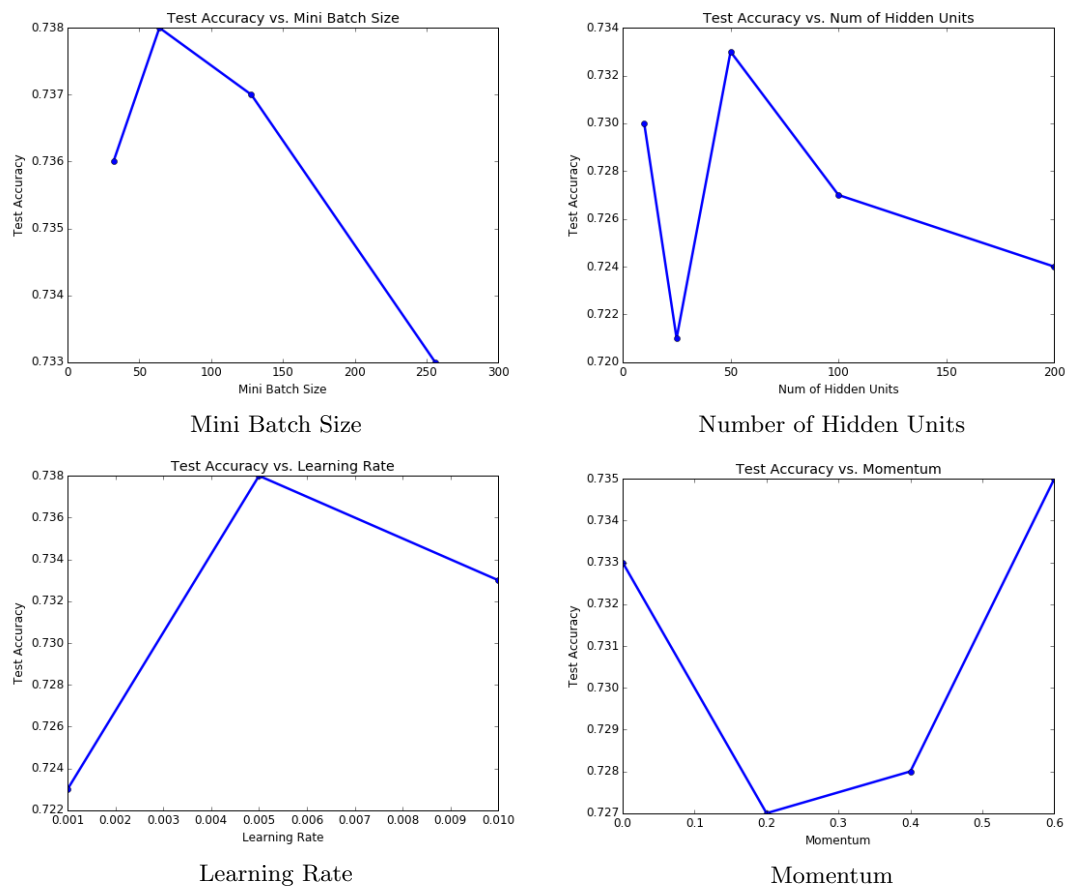 Test Accuracy vs. Mini Batch Size
0.738
0.737
0.736
0.735
0.734
0.733
Test Accuracy
0 50 100 150 200 250 300
Mini Batch Size
Mini Batch Size
Test Accuracy vs. Num of Hidden Units
0.734
0.732
0.730
0.728
0.726
0.724
0.722
0.720
Test Accuracy
0 50 100 150 200
Num of Hidden Units
Number of Hidden Units
Test Accuracy vs. Learning Rate
0.738
0.736
0.734
0.732
0.730
0.728
0.726
0.724
0.722
Test Accuracy
0.001 0.002 0.003 0.004 0.005 0.006 0.007 0.008 0.009 0.010
Learning Rate
Learning Rate
Test Accuracy vs. Momentum
0.735
0.734
0.733
0.732
0.731
0.730
0.729
0.728
0.727
Test Accuracy
0.0 0.1 0.2 0.3 0.4 0.5 0.6
Momentum
Momentum